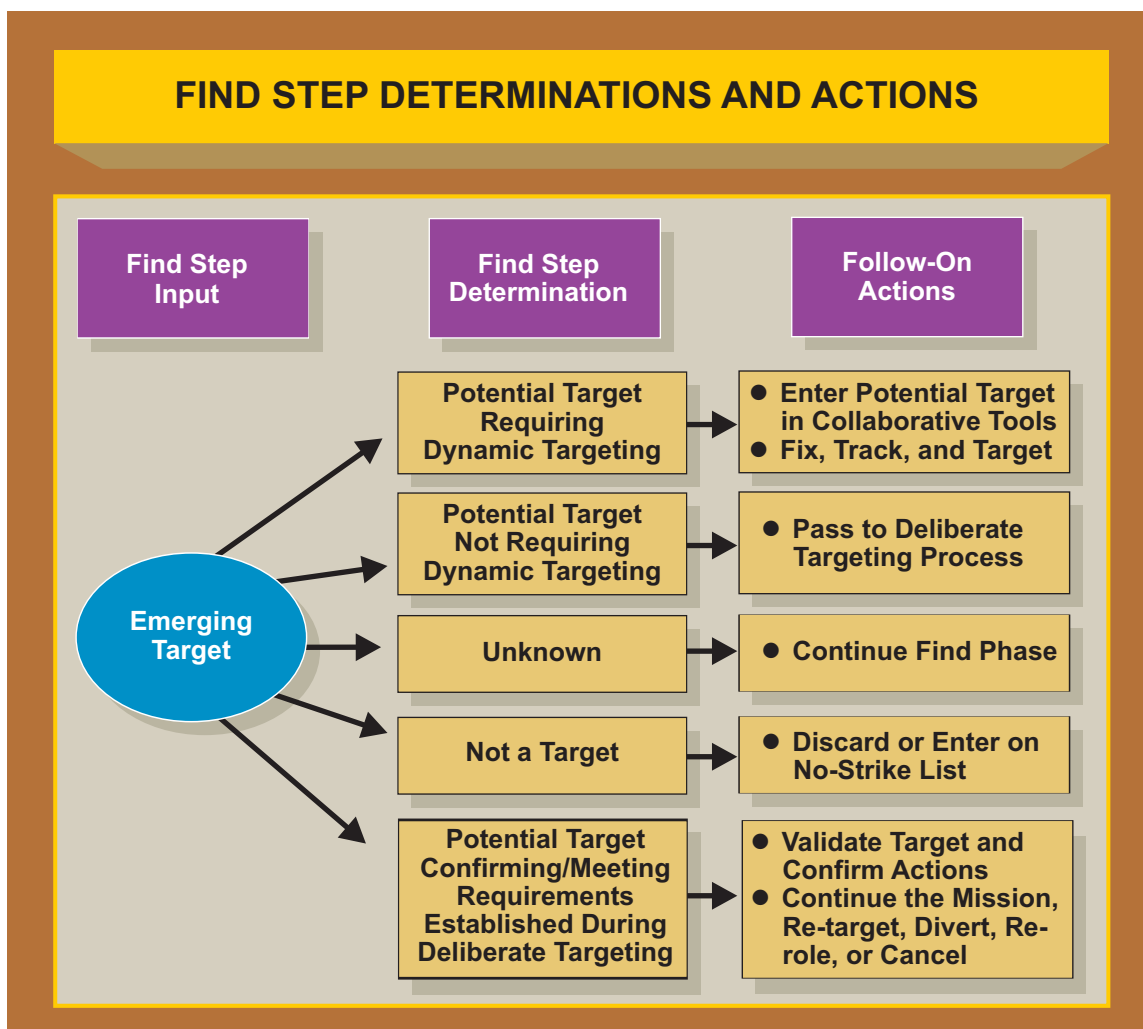 FIND STEP DETERMINATIONS AND ACTIONS
Find Step
Input
Find Step
Determination
Follow-On
Actions
Emerging
Target
Potential Target
Requiring
Dynamic Targeting
● Enter Potential Target
in Collaborative Tools
● Fix, Track, and Target
Potential Target
Not Requiring
Dynamic Targeting
● Pass to Deliberate
Targeting Process
Unknown
● Continue Find Phase
Not a Target
● Discard or Enter on
No-Strike List
Potential Target
Confirming/Meeting
Requirements
Established During
Deliberate Targeting
● Validate Target and
Confirm Actions
● Continue the Mission,
Re-target, Divert, Re-
role, or Cancel